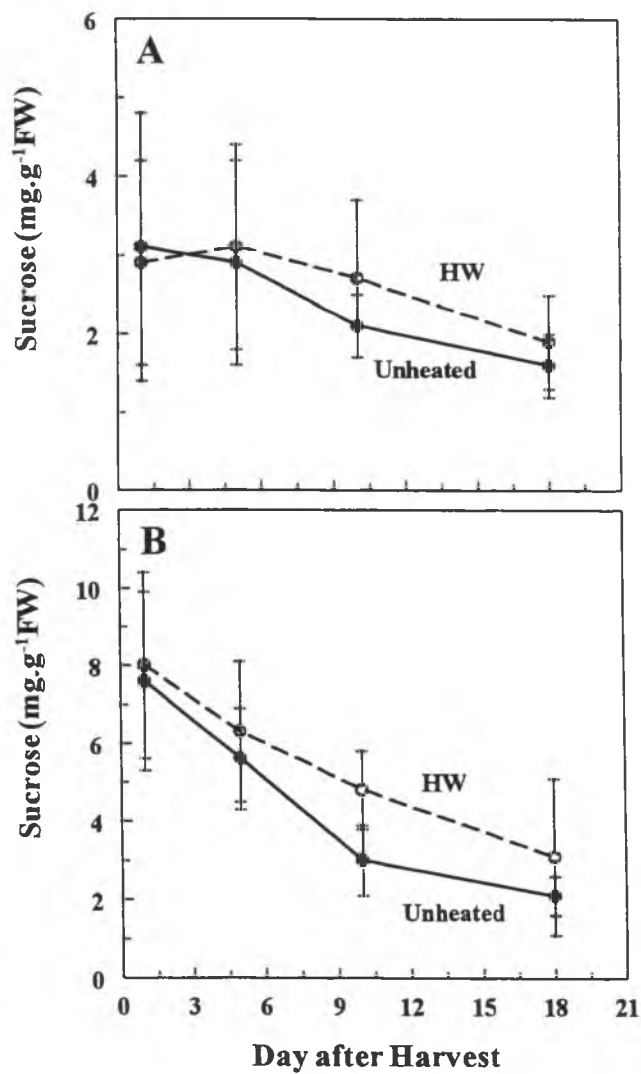 6
A
4
HW
2
Unheated
0
Sucrose (mg.g⁻¹FW)
12
B
10
8
6
HW
4
Unheated
2
0
Sucrose (mg.g⁻¹FW)
0 3 6 9 12 15 18 21
Day after Harvest